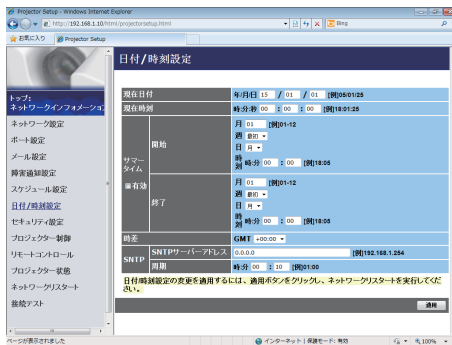 Projector Setup - Windows Internet Explorer
http://192.168.1.10/html/projectorsetup.html
Bing
お気に入り
Projector Setup
トップ:
ネットワークインフォメーション
ネットワーク設定
ポート設定
メール設定
障害通知設定
スケジュール設定
日付/時刻設定
セキュリティ設定
プロジェクター制御
リモートコントロール
プロジェクター状態
ネットワークリスタート
接続テスト
日付/時刻設定
現在日付 年/月/日 15 / 01 / 01 [例]05/01/25
現在時刻 時:分:秒 00 : 00 : 00 [例]18:01:25
サマータイム
有効
開始
月 01 [例]01-12
週 最初
日 月
時刻 時:分 00 : 00 [例]18:05
終了
月 01 [例]01-12
週 最初
日 月
時刻 時:分 00 : 00 [例]18:05
時差 GMT +00:00
SNTP
SNTPサーバーアドレス 0.0.0.0 [例]192.168.1.254
周期 時:分 00 : 10 [例]01:00
日付/時刻設定の変更を適用するには、適用ボタンをクリックし、ネットワークリスタートを実行してください。
適用
ページが表示されました
インターネット | 保護モード: 有効
100%